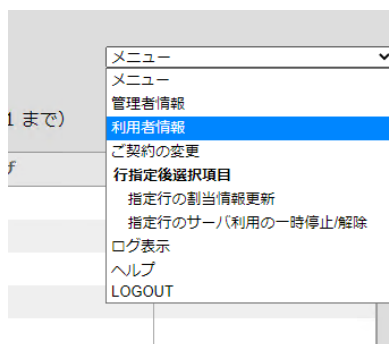 メニュー
メニュー
管理者情報
1 まで）
利用者情報
ご契約の変更
行指定後選択項目
指定行の割当情報更新
指定行のサーバ利用の一時停止/解除
ログ表示
ヘルプ
LOGOUT